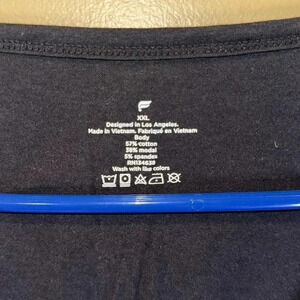 XXL
Designed in Los Angeles.
Made in Vietnam. Fabriqué en Vietnam
Body
57% cotton
38% modal
5% spandex
RN134638
Wash with like colors